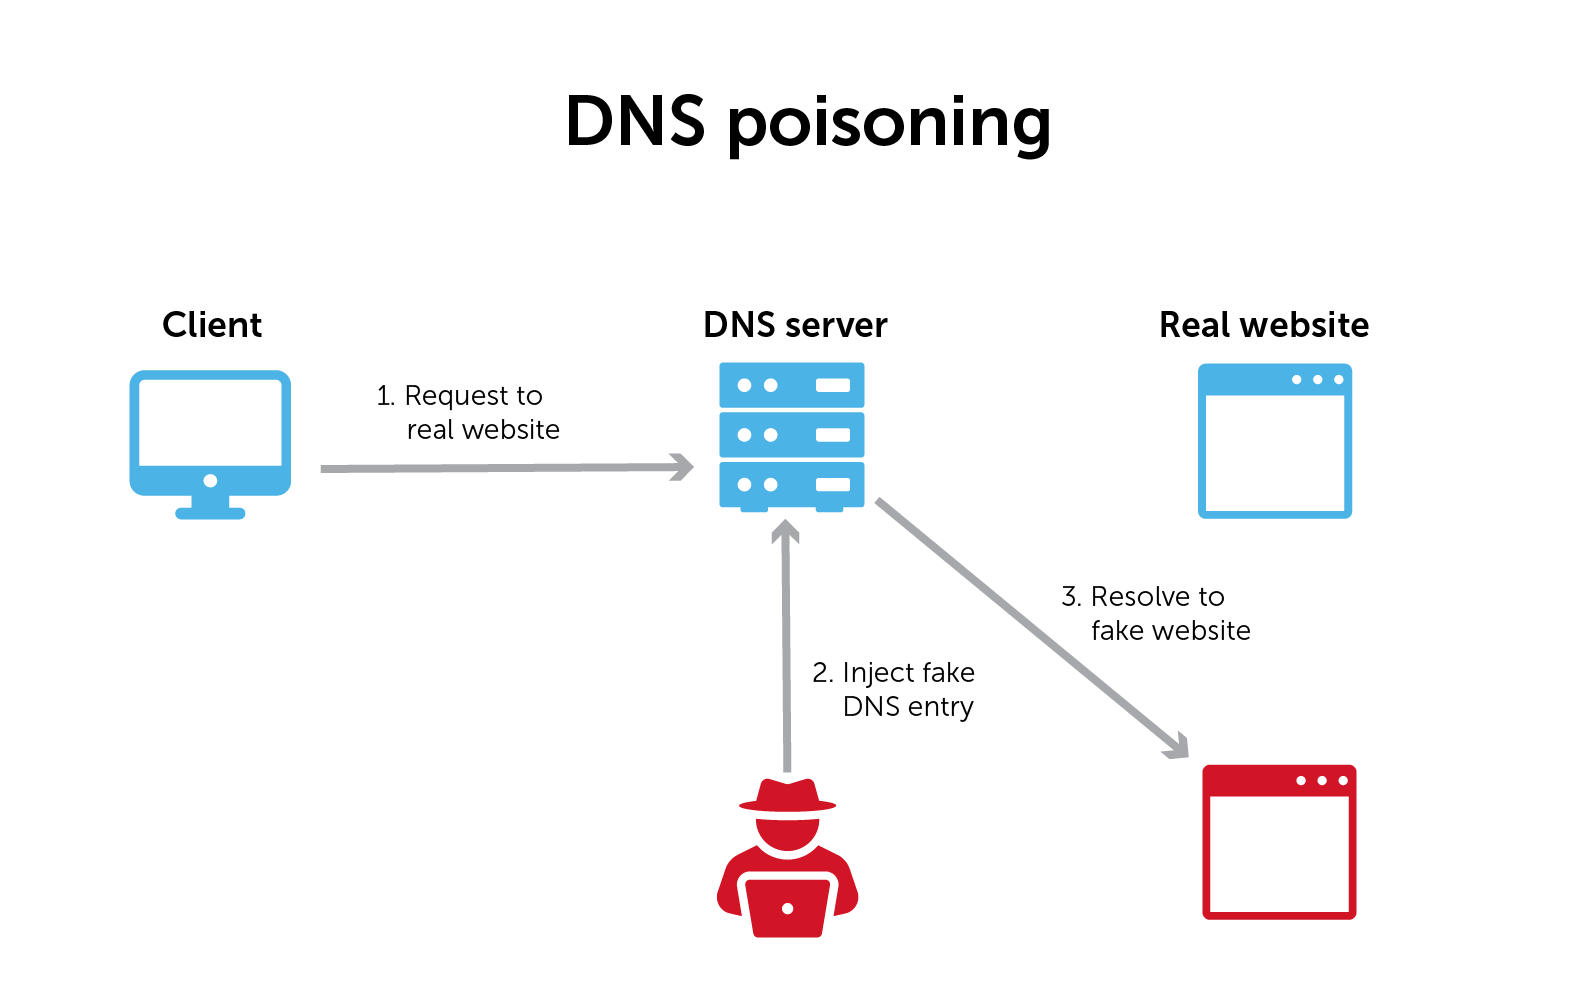 DNS poisoning
Client
DNS server
Real website
1. Request to
real website
3. Resolve to
fake website
2. Inject fake
DNS entry